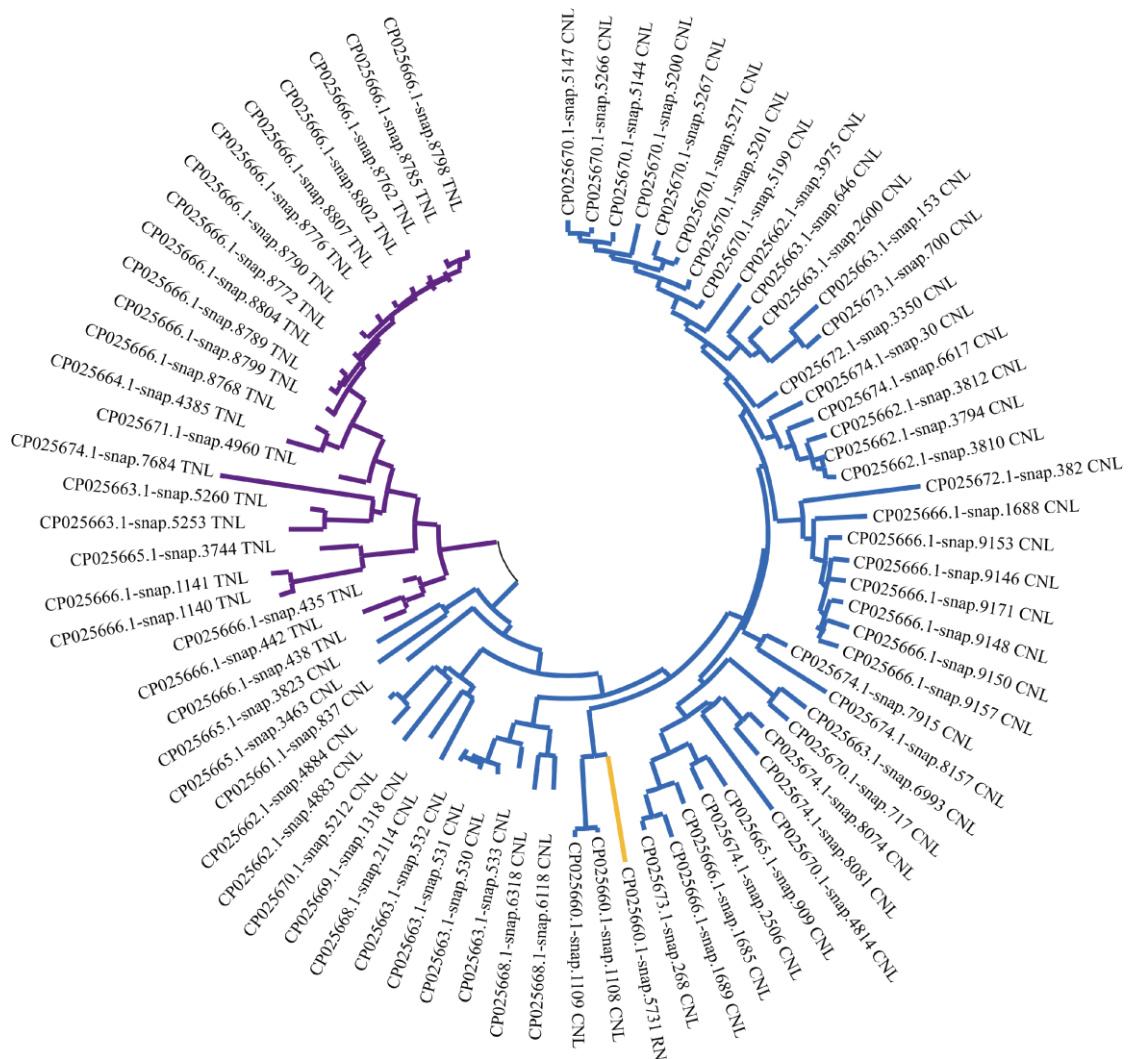 CP025670.1-snap.5147 CNL
CP025670.1-snap.5266 CNL
CP025670.1-snap.5144 CNL
CP025670.1-snap.5200 CNL
CP025670.1-snap.5267 CNL
CP025670.1-snap.5271 CNL
CP025670.1-snap.5201 CNL
CP025670.1-snap.5199 CNL
CP025662.1-snap.3975 CNL
CP025663.1-snap.646 CNL
CP025663.1-snap.2600 CNL
CP025663.1-snap.153 CNL
CP025673.1-snap.700 CNL
CP025672.1-snap.3350 CNL
CP025674.1-snap.30 CNL
CP025674.1-snap.6617 CNL
CP025662.1-snap.3812 CNL
CP025662.1-snap.3794 CNL
CP025662.1-snap.3810 CNL
CP025672.1-snap.382 CNL
CP025666.1-snap.1688 CNL
CP025666.1-snap.9153 CNL
CP025666.1-snap.9146 CNL
CP025666.1-snap.9171 CNL
CP025666.1-snap.9148 CNL
CP025666.1-snap.9150 CNL
CP025666.1-snap.9157 CNL
CP025674.1-snap.7915 CNL
CP025674.1-snap.8157 CNL
CP025663.1-snap.6993 CNL
CP025670.1-snap.717 CNL
CP025674.1-snap.8074 CNL
CP025674.1-snap.8081 CNL
CP025670.1-snap.4814 CNL
CP025665.1-snap.909 CNL
CP025674.1-snap.2506 CNL
CP025666.1-snap.1685 CNL
CP025666.1-snap.1689 CNL
CP025673.1-snap.268 CNL
CP025660.1-snap.5731 RN
CP025660.1-snap.1108 CNL
CP025660.1-snap.1109 CNL
CP025668.1-snap.6118 CNL
CP025668.1-snap.6318 CNL
CP025663.1-snap.533 CNL
CP025663.1-snap.530 CNL
CP025663.1-snap.531 CNL
CP025663.1-snap.532 CNL
CP025668.1-snap.2114 CNL
CP025669.1-snap.1318 CNL
CP025670.1-snap.5212 CNL
CP025662.1-snap.4883 CNL
CP025662.1-snap.4884 CNL
CP025661.1-snap.837 CNL
CP025665.1-snap.3463 CNL
CP025665.1-snap.3823 CNL
CP025666.1-snap.438 TNL
CP025666.1-snap.442 TNL
CP025666.1-snap.435 TNL
CP025666.1-snap.1140 TNL
CP025666.1-snap.1141 TNL
CP025665.1-snap.3744 TNL
CP025663.1-snap.5253 TNL
CP025663.1-snap.5260 TNL
CP025674.1-snap.7684 TNL
CP025671.1-snap.4960 TNL
CP025664.1-snap.4385 TNL
CP025666.1-snap.8768 TNL
CP025666.1-snap.8799 TNL
CP025666.1-snap.8789 TNL
CP025666.1-snap.8804 TNL
CP025666.1-snap.8772 TNL
CP025666.1-snap.8790 TNL
CP025666.1-snap.8776 TNL
CP025666.1-snap.8807 TNL
CP025666.1-snap.8802 TNL
CP025666.1-snap.8762 TNL
CP025666.1-snap.8785 TNL
CP025666.1-snap.8798 TNL